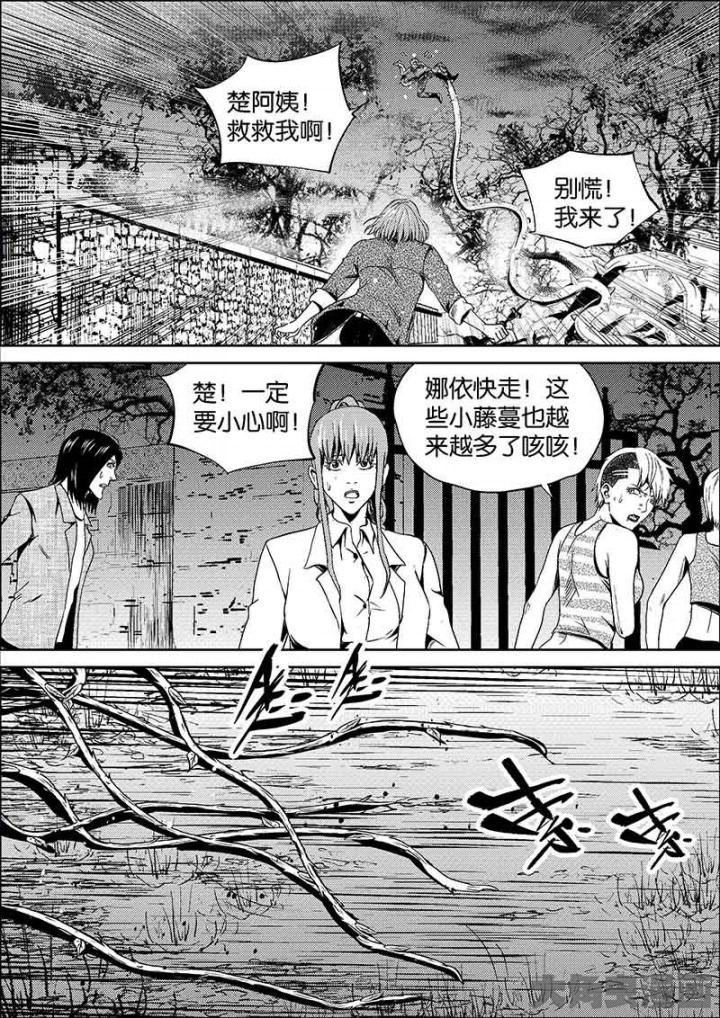 楚阿姨！
救救我啊！
别慌！
我来了！
楚！一定
要小心啊！
娜依快走！这
些小藤蔓也越
来越多了咳咳！